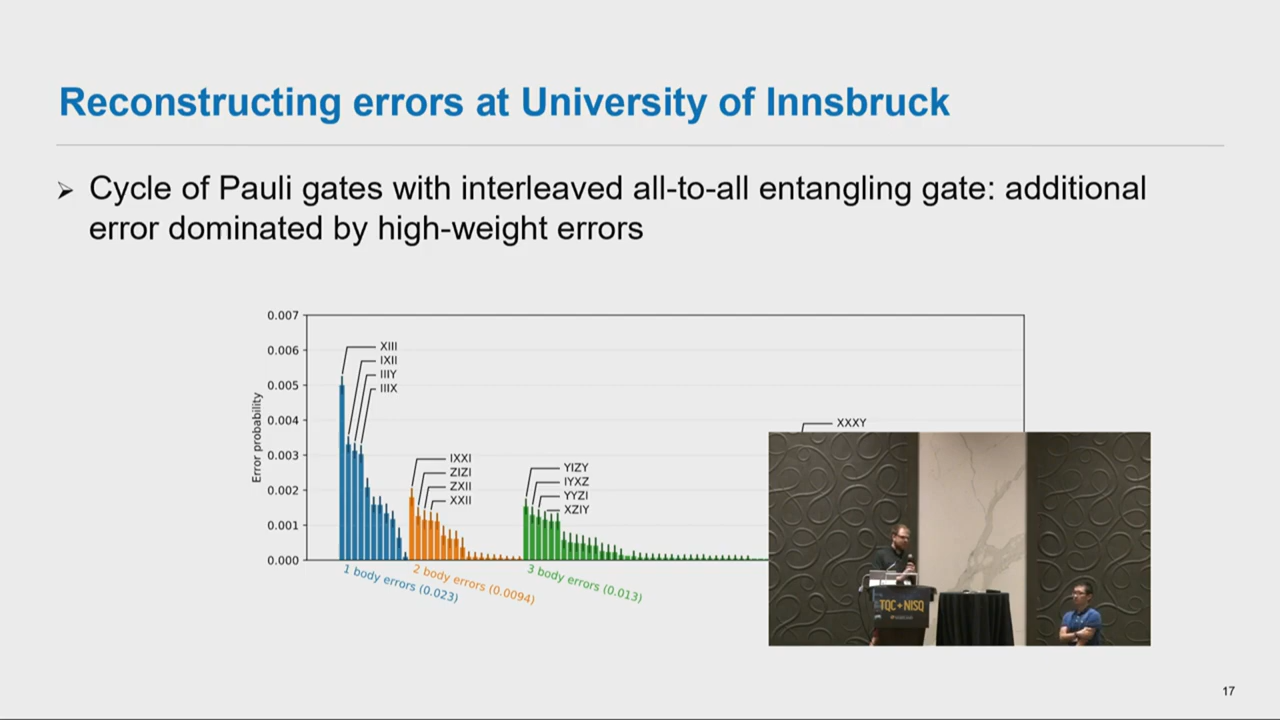 Reconstructing errors at University of Innsbruck
Cycle of Pauli gates with interleaved all-to-all entangling gate: additional
error dominated by high-weight errors
0.007
0.006
0.005
0.004
0.003
0.002
0.001
0.000
Error probability
XIII
IXII
IIIY
IIIX
IXXI
ZIZI
ZXII
XXII
YIZY
IYXZ
YYZI
XZIY
XXXY
1 body errors (0.023)
2 body errors (0.0094)
3 body errors (0.013)
TQC+NISQ
17